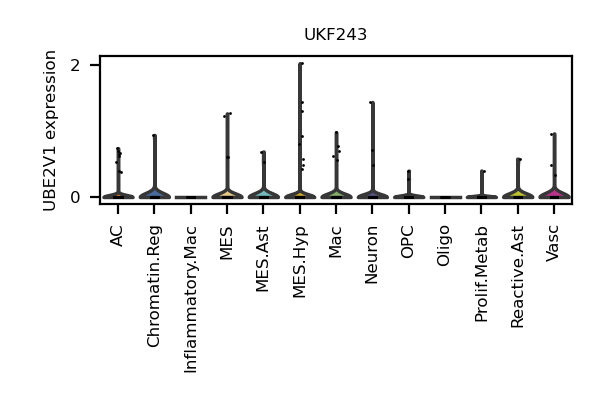 UKF243
UBE2V1 expression
2
0
AC
Chromatin.Reg
Inflammatory.Mac
MES
MES.Ast
MES.Hyp
Mac
Neuron
OPC
Oligo
Prolif.Metab
Reactive.Ast
Vasc